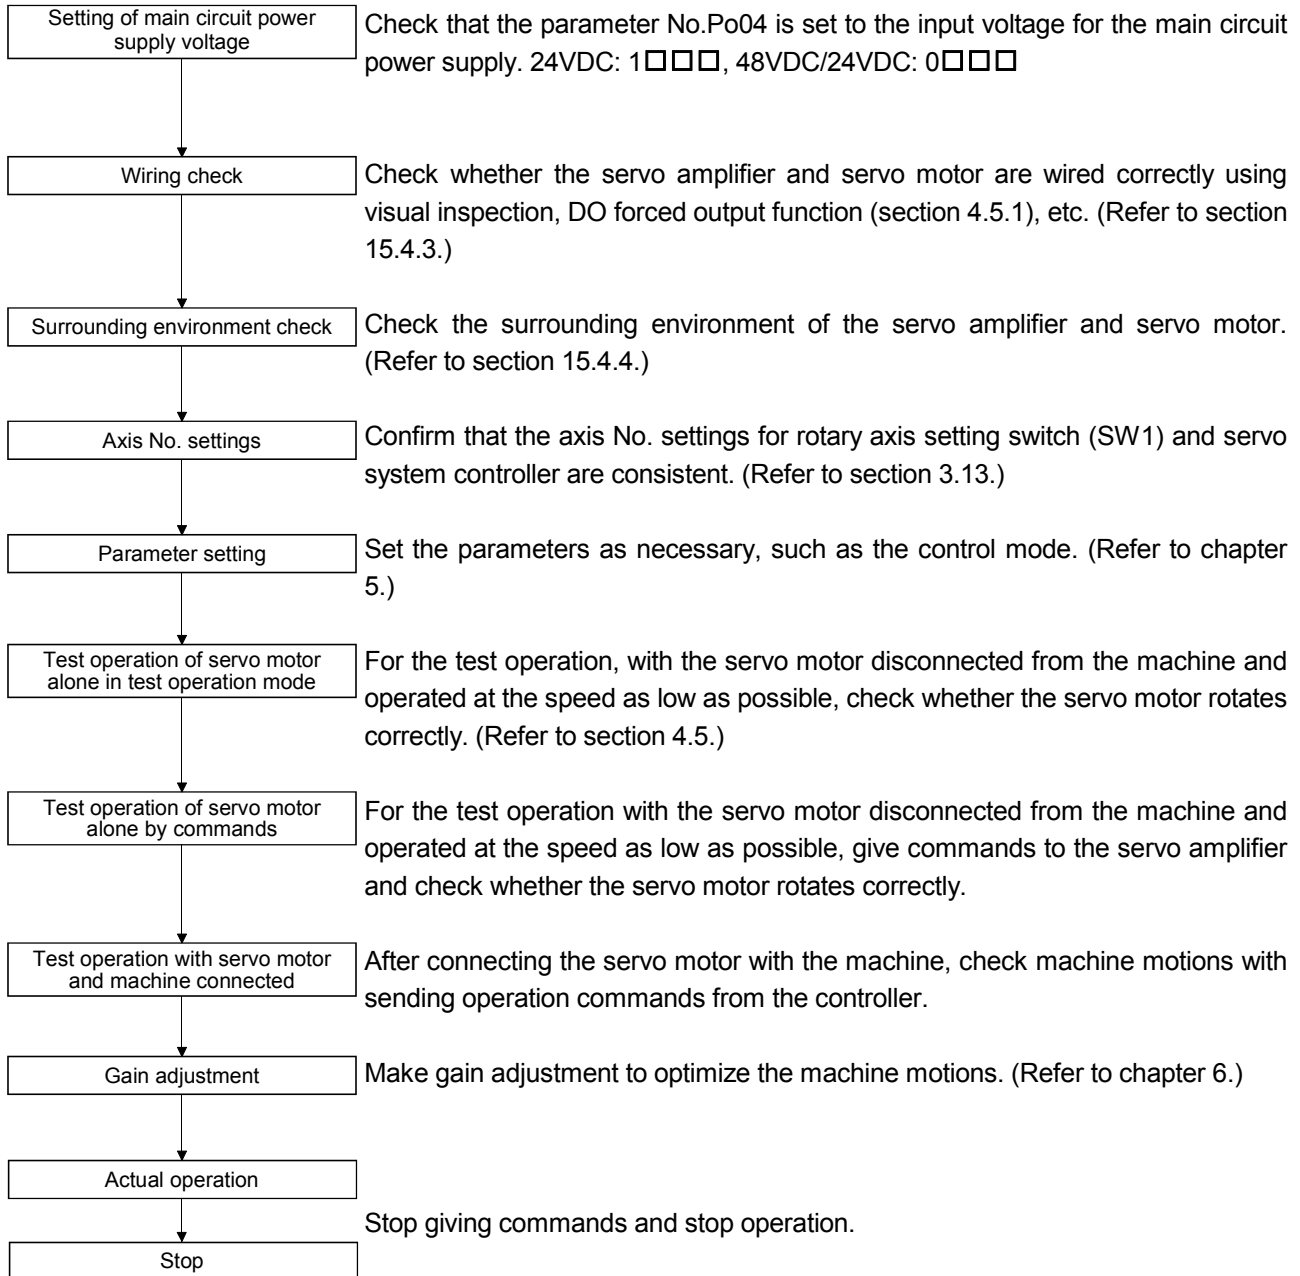 Setting of main circuit power
supply voltage
Check that the parameter No.Po04 is set to the input voltage for the main circuit
power supply. 24VDC: 1□□□, 48VDC/24VDC: 0□□□
Wiring check
Check whether the servo amplifier and servo motor are wired correctly using
visual inspection, DO forced output function (section 4.5.1), etc. (Refer to section
15.4.3.)
Surrounding environment check
Check the surrounding environment of the servo amplifier and servo motor.
(Refer to section 15.4.4.)
Axis No. settings
Confirm that the axis No. settings for rotary axis setting switch (SW1) and servo
system controller are consistent. (Refer to section 3.13.)
Parameter setting
Set the parameters as necessary, such as the control mode. (Refer to chapter
5.)
Test operation of servo motor
alone in test operation mode
For the test operation, with the servo motor disconnected from the machine and
operated at the speed as low as possible, check whether the servo motor rotates
correctly. (Refer to section 4.5.)
Test operation of servo motor
alone by commands
For the test operation with the servo motor disconnected from the machine and
operated at the speed as low as possible, give commands to the servo amplifier
and check whether the servo motor rotates correctly.
Test operation with servo motor
and machine connected
After connecting the servo motor with the machine, check machine motions with
sending operation commands from the controller.
Gain adjustment
Make gain adjustment to optimize the machine motions. (Refer to chapter 6.)
Actual operation
Stop giving commands and stop operation.
Stop